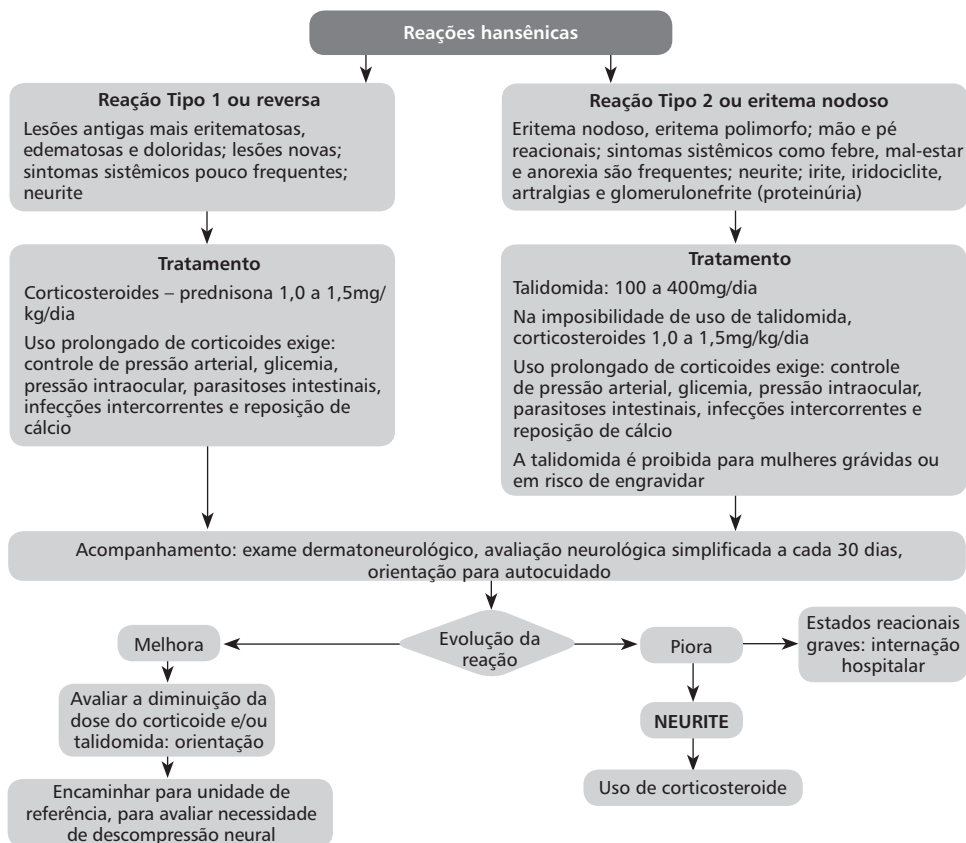 Reações hansênicas
Reação Tipo 1 ou reversa
Lesões antigas mais eritematosas,
edematosas e doloridas; lesões novas;
sintomas sistêmicos pouco frequentes;
neurite
Reação Tipo 2 ou eritema nodoso
Eritema nodoso, eritema polimorfo; mão e pé
reacionais; sintomas sistêmicos como febre, mal-estar
e anorexia são frequentes; neurite; irite, iridociclite,
artralgias e glomerulonefrite (proteinúria)
Tratamento
Corticosteroides – prednisona 1,0 a 1,5mg/
kg/dia
Uso prolongado de corticoides exige:
controle de pressão arterial, glicemia,
pressão intraocular, parasitoses intestinais,
infecções intercorrentes e reposição de
cálcio
Tratamento
Talidomida: 100 a 400mg/dia
Na imposibilidade de uso de talidomida,
corticosteroides 1,0 a 1,5mg/kg/dia
Uso prolongado de corticoides exige: controle
de pressão arterial, glicemia, pressão intraocular,
parasitoses intestinais, infecções intercorrentes e
reposição de cálcio
A talidomida é proibida para mulheres grávidas ou
em risco de engravidar
Acompanhamento: exame dermatoneurológico, avaliação neurológica simplificada a cada 30 dias,
orientação para autocuidado
Evolução da
reação
Melhora
Avaliar a diminuição da
dose do corticoide e/ou
talidomida: orientação
Encaminhar para unidade de
referência, para avaliar necessidade
de descompressão neural
Piora
NEURITE
Uso de corticosteroide
Estados reacionais
graves: internação
hospitalar